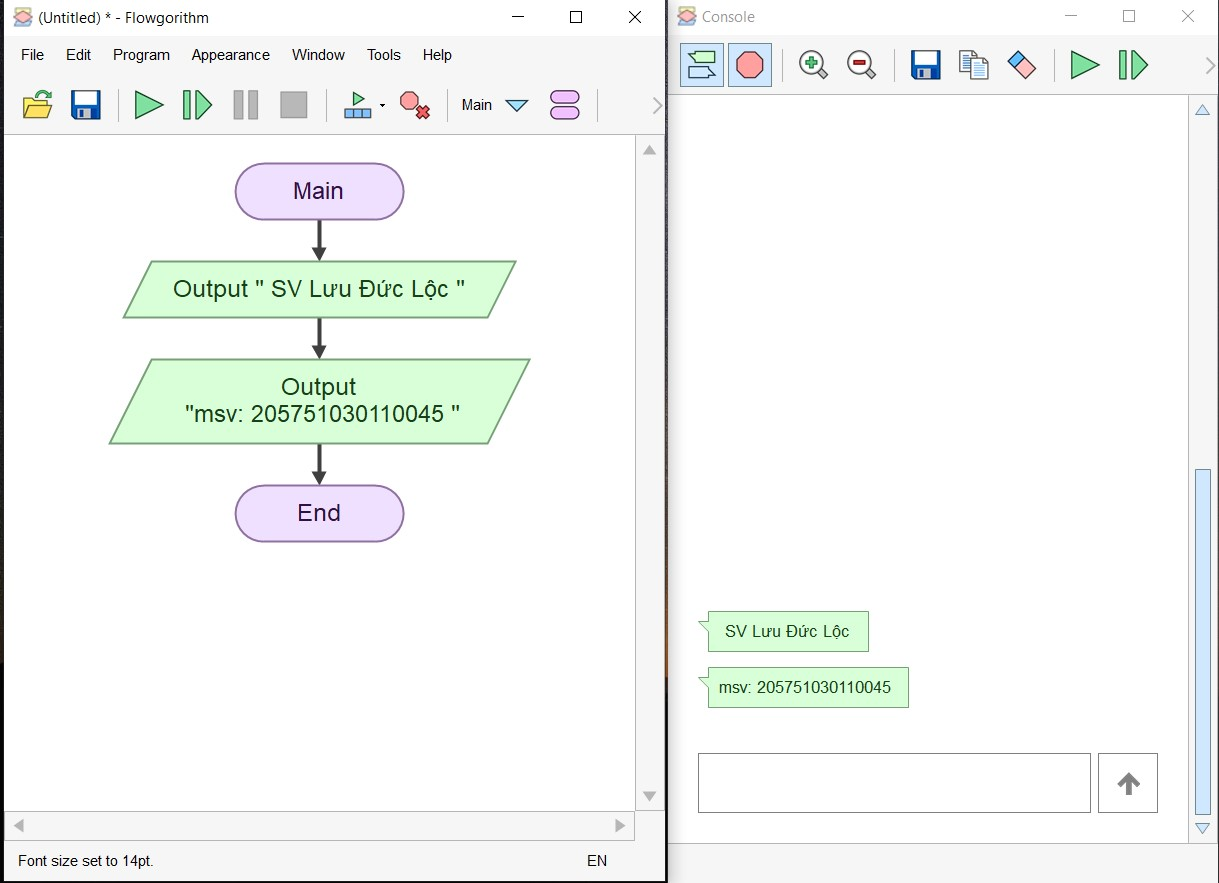 (Untitled) * - Flowgorithm
File Edit Program Appearance Window Tools Help
Main
Main
Output " SV Lưu Đức Lộc "
Output
"msv: 205751030110045 "
End
Font size set to 14pt.
EN
Console
SV Lưu Đức Lộc
msv: 205751030110045